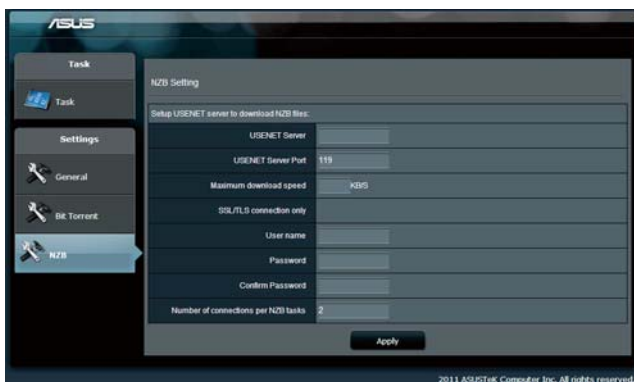 ASUS
Task
Task
Settings
General
Bit Torrent
NZB
NZB Setting
Setup USENET server to download NZB files:
USENET Server
USENET Server Port 119
Maximum download speed KB/S
SSL/TLS connection only
User name
Password
Confirm Password
Number of connections per NZB tasks 2
Apply
2011 ASUSTeK Computer Inc. All rights reserved.